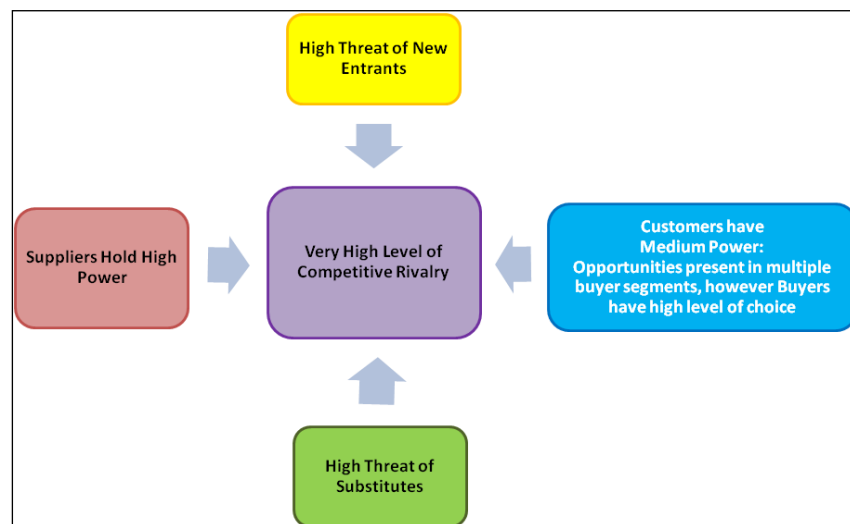 High Threat of New
Entrants
Suppliers Hold High
Power
Very High Level of
Competitive Rivalry
Customers have
Medium Power:
Opportunities present in multiple
buyer segments, however Buyers
have high level of choice
High Threat of
Substitutes